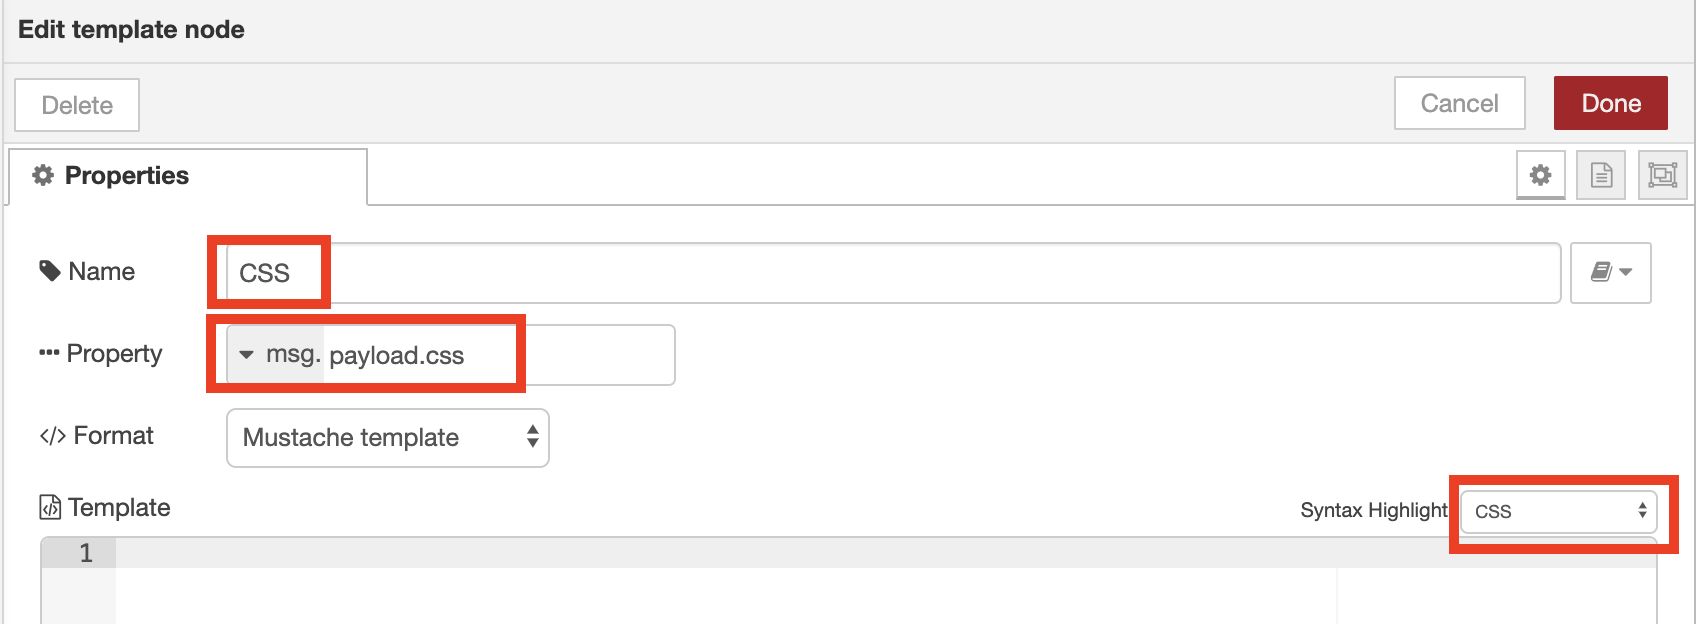 Edit template node
Delete
Cancel
Done
Properties
Name
CSS
Property
msg. payload.css
</> Format
Mustache template
Template
Syntax Highlight
CSS
1